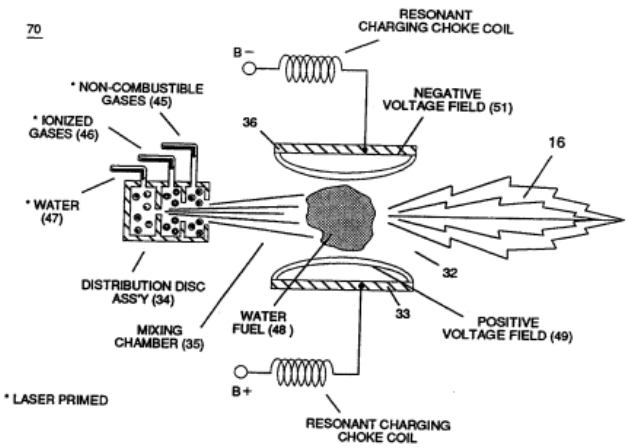 70
RESONANT
CHARGING CHOKE COIL
B-
* NON-COMBUSTIBLE
GASES (45)
NEGATIVE
VOLTAGE FIELD (51)
* IONIZED
GASES (46)
36
16
* WATER
(47)
32
DISTRIBUTION DISC
ASS'Y (34)
WATER
FUEL (48 )
33
POSITIVE
VOLTAGE FIELD (49)
MIXING
CHAMBER (35)
B+
* LASER PRIMED
RESONANT CHARGING
CHOKE COIL